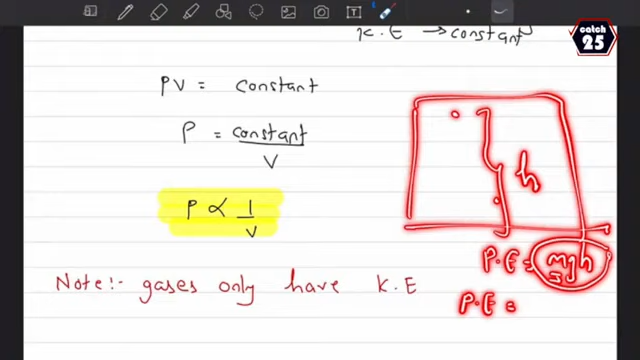 K.E → constant
catch
25
PV = constant
P = constant
V
P ∝ 1
V
h
P.E = mgh
Note:- gases only have K.E
P.E =